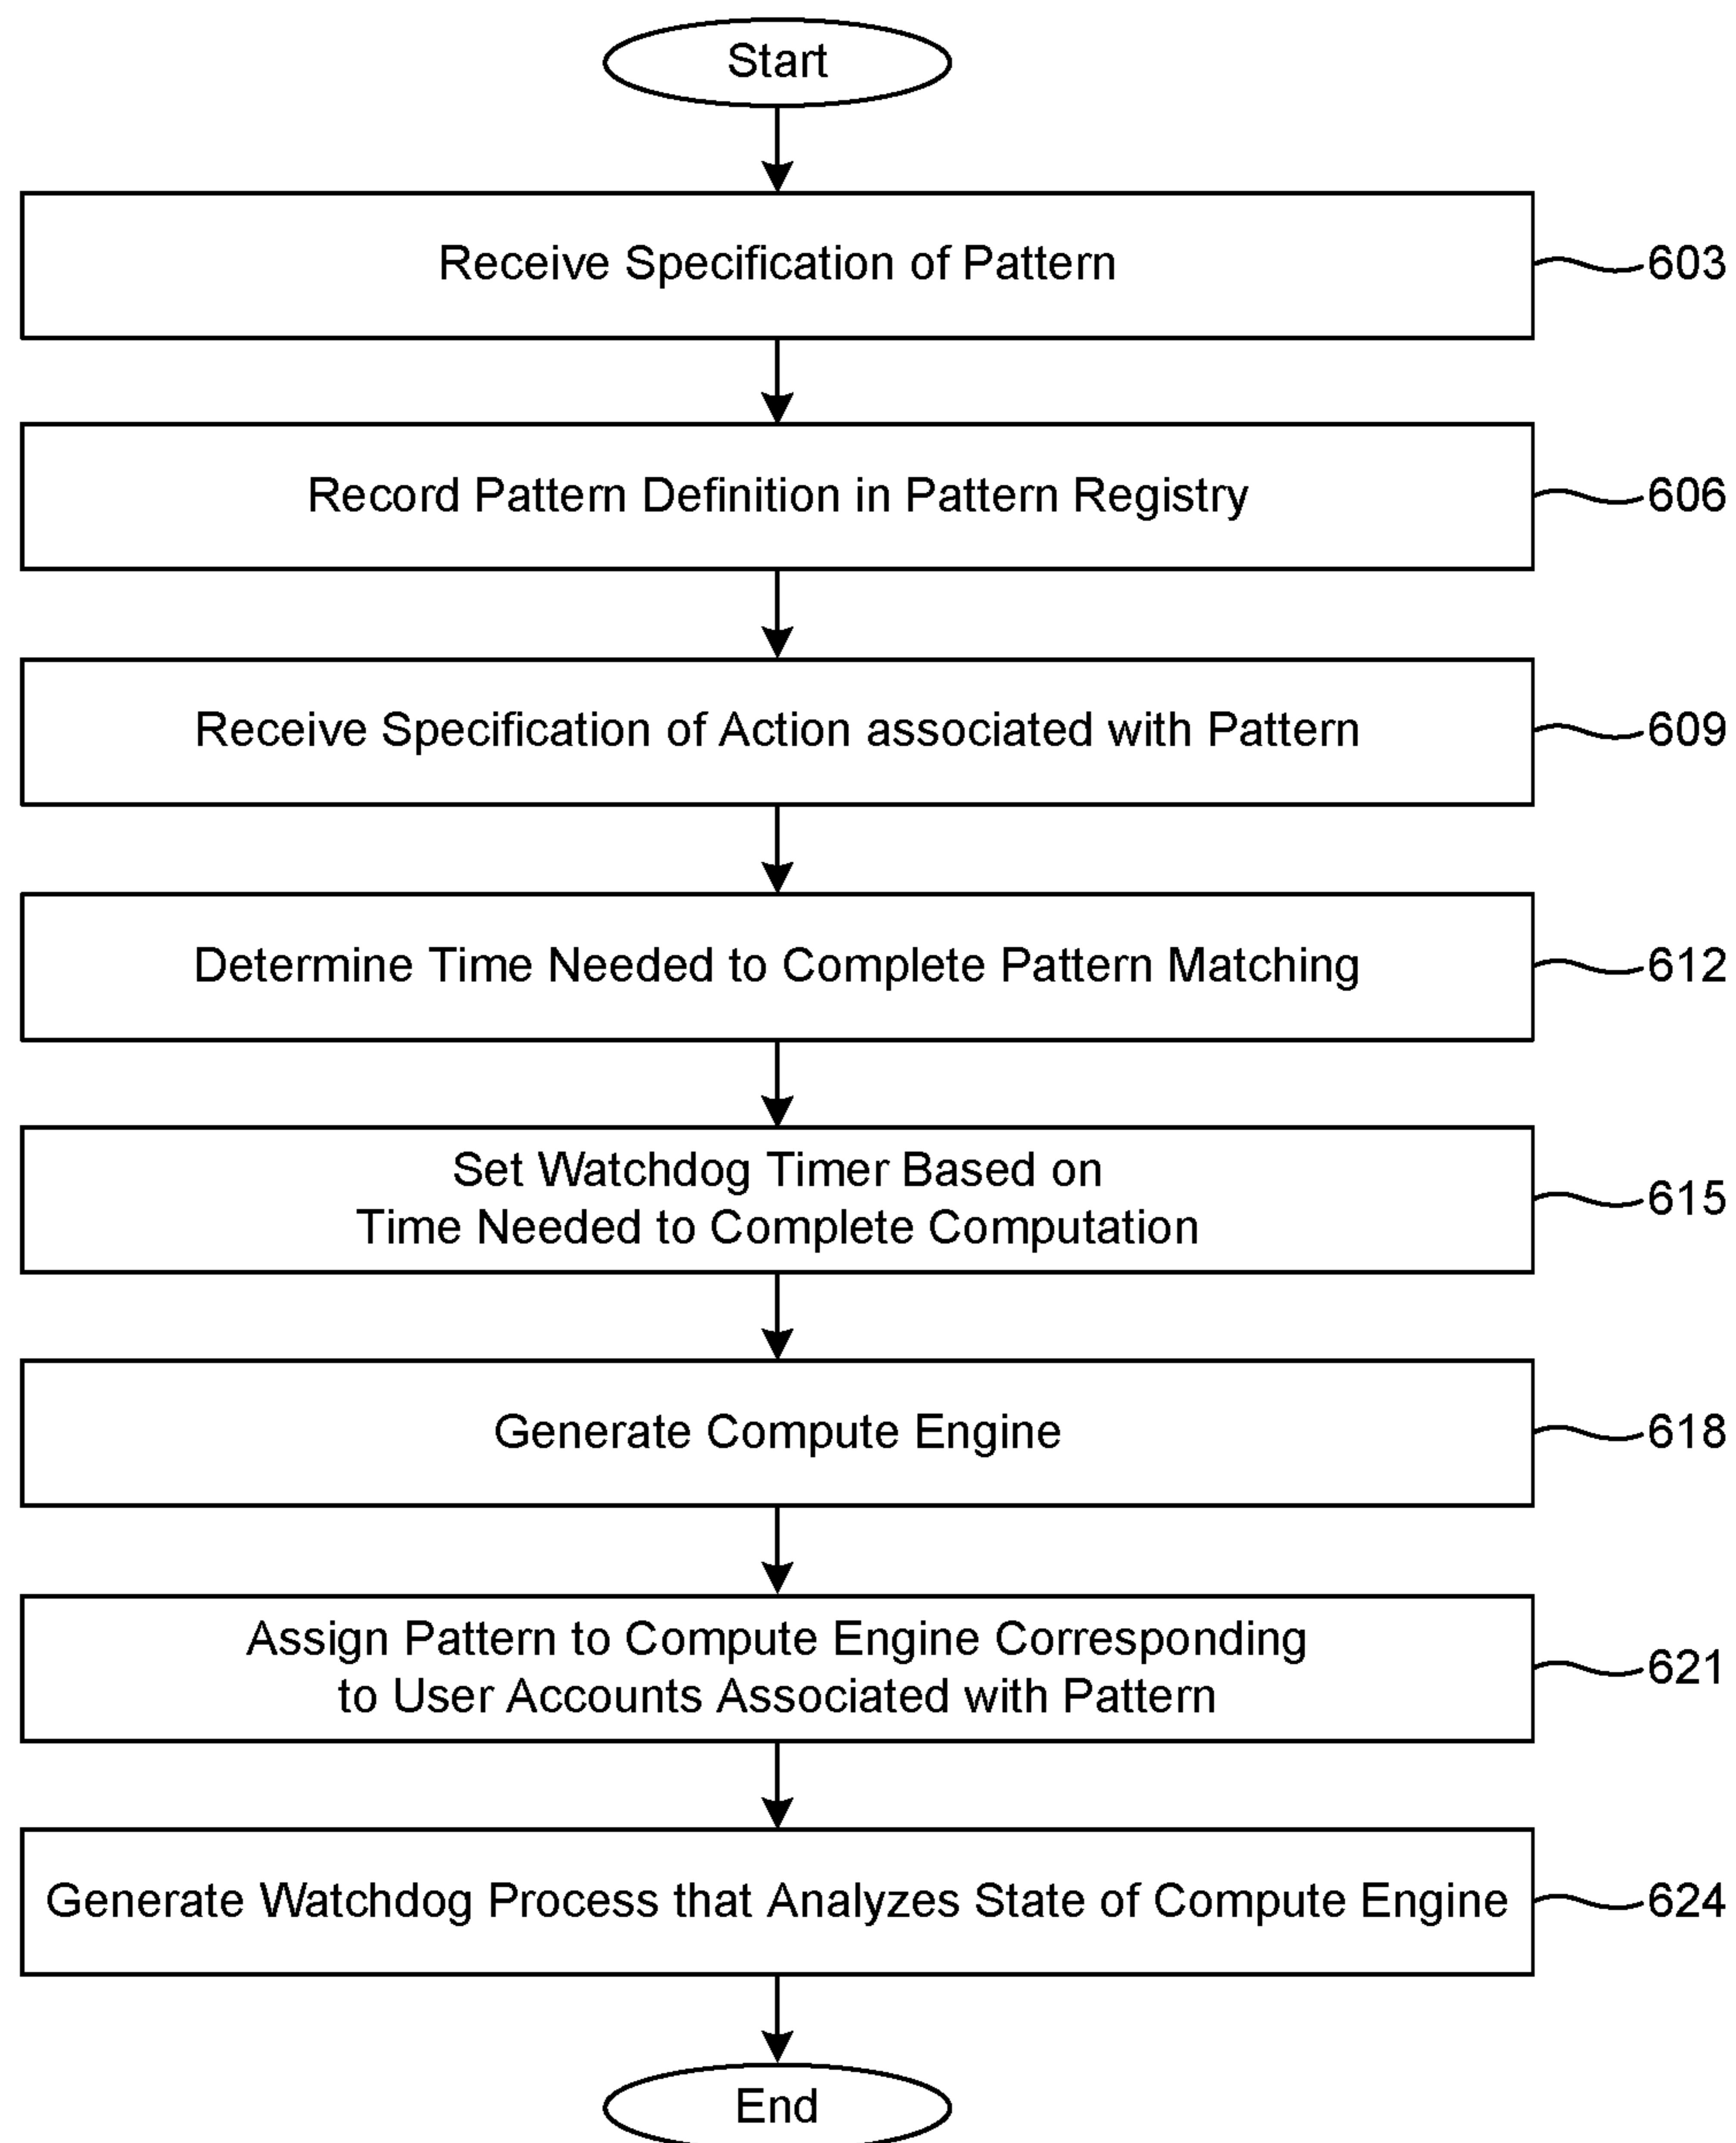 Start
Receive Specification of Pattern
603
Record Pattern Definition in Pattern Registry
606
Receive Specification of Action associated with Pattern
609
Determine Time Needed to Complete Pattern Matching
612
Set Watchdog Timer Based on
Time Needed to Complete Computation
615
Generate Compute Engine
618
Assign Pattern to Compute Engine Corresponding
to User Accounts Associated with Pattern
621
Generate Watchdog Process that Analyzes State of Compute Engine
624
End